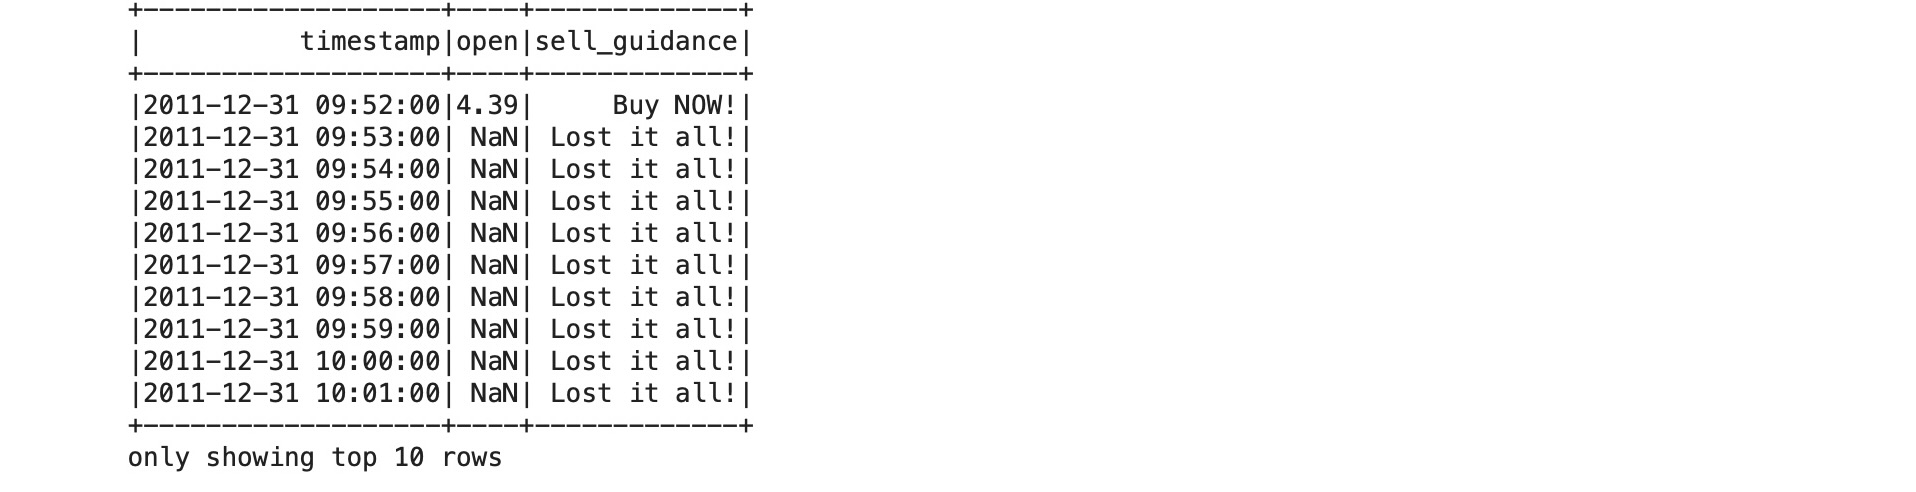 +-------------------+----+-------------+
|          timestamp|open|sell_guidance|
+-------------------+----+-------------+
|2011-12-31 09:52:00|4.39|     Buy NOW!|
|2011-12-31 09:53:00| NaN| Lost it all!|
|2011-12-31 09:54:00| NaN| Lost it all!|
|2011-12-31 09:55:00| NaN| Lost it all!|
|2011-12-31 09:56:00| NaN| Lost it all!|
|2011-12-31 09:57:00| NaN| Lost it all!|
|2011-12-31 09:58:00| NaN| Lost it all!|
|2011-12-31 09:59:00| NaN| Lost it all!|
|2011-12-31 10:00:00| NaN| Lost it all!|
|2011-12-31 10:01:00| NaN| Lost it all!|
+-------------------+----+-------------+
only showing top 10 rows